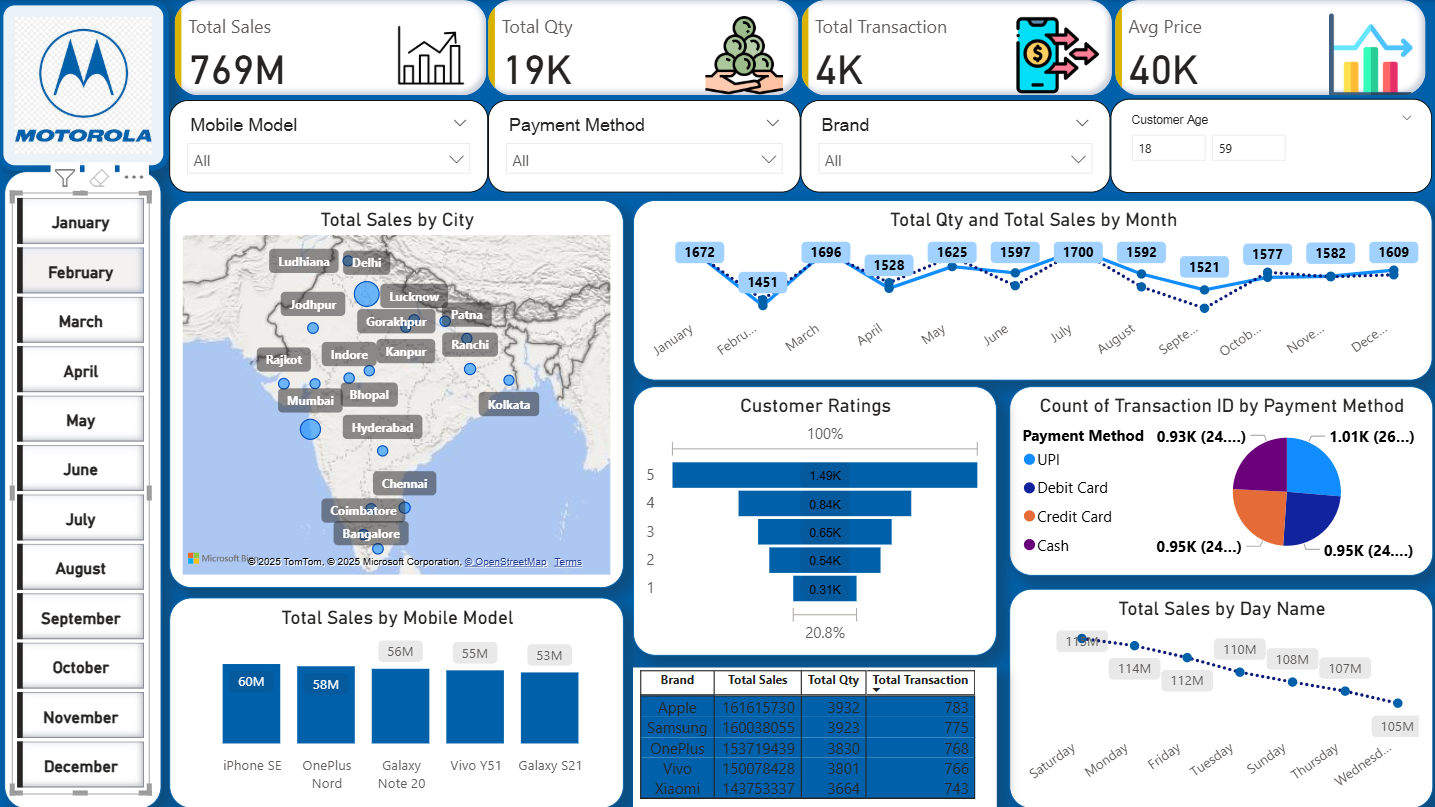 MOTOROLA
Total Sales
769M
Total Qty
19K
Total Transaction
4K
Avg Price
40K
Mobile Model
All
Payment Method
All
Brand
All
Customer Age
18 59
January
February
March
April
May
June
July
August
September
October
November
December
Total Sales by City
Ludhiana
Delhi
Lucknow
Jodhpur
Gorakhpur
Patna
Ranchi
Rajkot
Indore
Kanpur
Mumbai
Bhopal
Kolkata
Hyderabad
Chennai
Coimbatore
Bangalore
Microsoft Bing
© 2025 TomTom, © 2025 Microsoft Corporation, © OpenStreetMap Terms
Total Qty and Total Sales by Month
1672 1451 1696 1528 1625 1597 1700 1592 1521 1577 1582 1609
January Febru... March April May June July August Septe... Octob... Nove... Dece...
Customer Ratings
100%
5 1.49K
4 0.84K
3 0.65K
2 0.54K
1 0.31K
20.8%
Count of Transaction ID by Payment Method
Payment Method
UPI
Debit Card
Credit Card
Cash
0.93K (24....) 1.01K (26...)
0.95K (24...) 0.95K (24....)
Total Sales by Mobile Model
60M 58M 56M 55M 53M
iPhone SE
OnePlus Nord
Galaxy Note 20
Vivo Y51
Galaxy S21
Brand Total Sales Total Qty Total Transaction
Apple 161615730 3932 783
Samsung 160038055 3923 775
OnePlus 153719439 3830 768
Vivo 150078428 3801 766
Xiaomi 143753337 3664 743
Total Sales by Day Name
114M 112M 110M 108M 107M 105M
Saturday Monday Friday Tuesday Sunday Thursday Wednesd...